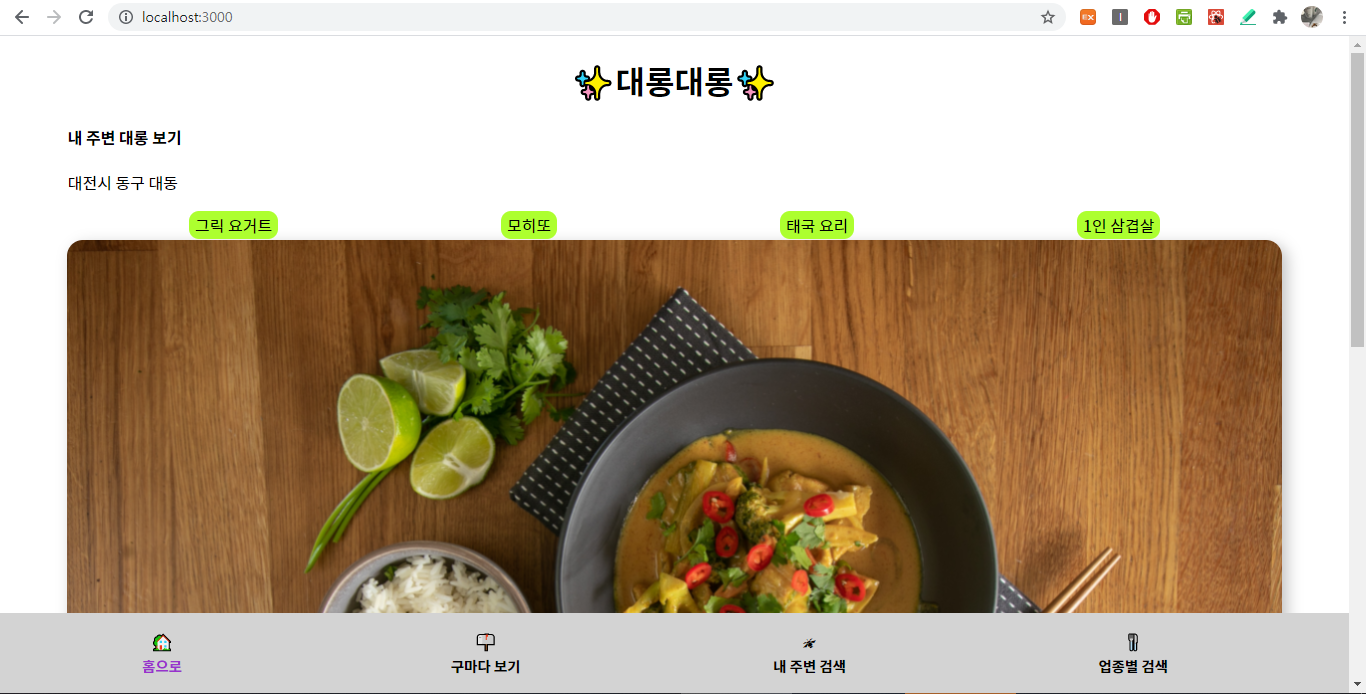 localhost:3000
✨대롱대롱✨
내 주변 대롱 보기
대전시 동구 대동
그릭 요거트 모히또 태국 요리 1인 삼겹살
홈으로 구마다 보기 내 주변 검색 업종별 검색